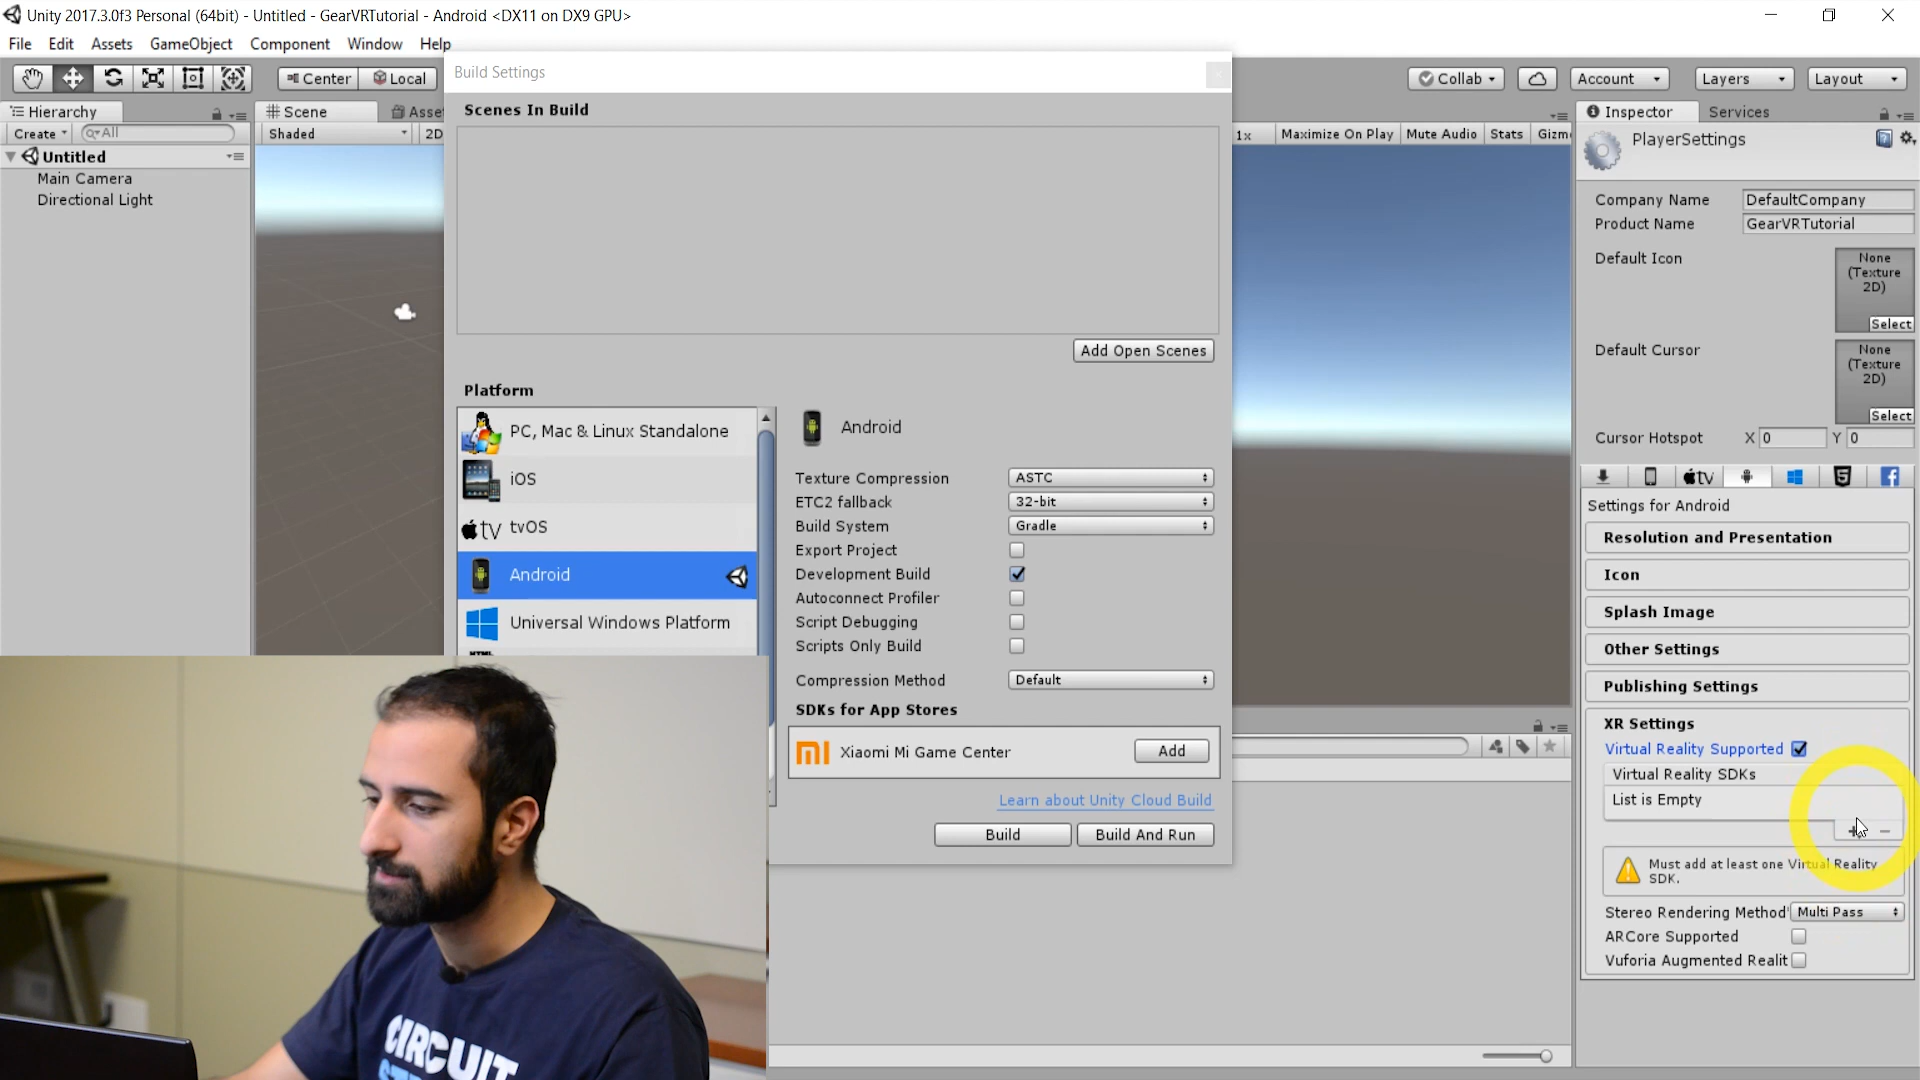 Unity 2017.3.0f3 Personal (64bit) - Untitled - GearVRTutorial - Android <DX11 on DX9 GPU>
File Edit Assets GameObject Component Window Help
Center Local
Collab Account Layers Layout
Hierarchy
Create All
Untitled
Main Camera
Directional Light
Scene Asse
Shaded 2D
Build Settings
Scenes In Build
Add Open Scenes
Platform
PC, Mac & Linux Standalone
iOS
tv tvOS
Android
Universal Windows Platform
Android
Texture Compression ASTC
ETC2 fallback 32-bit
Build System Gradle
Export Project
Development Build
Autoconnect Profiler
Script Debugging
Scripts Only Build
Compression Method Default
SDKs for App Stores
Xiaomi Mi Game Center Add
Learn about Unity Cloud Build
Build Build And Run
1x Maximize On Play Mute Audio Stats Gizm
Inspector Services
PlayerSettings
Company Name DefaultCompany
Product Name GearVRTutorial
Default Icon
None
(Texture
2D)
Select
Default Cursor
None
(Texture
2D)
Select
Cursor Hotspot X 0 Y 0
tv
Settings for Android
Resolution and Presentation
Icon
Splash Image
Other Settings
Publishing Settings
XR Settings
Virtual Reality Supported
Virtual Reality SDKs
List is Empty
Must add at least one Virtual Reality
SDK.
Stereo Rendering Method Multi Pass
ARCore Supported
Vuforia Augmented Realit
CIRCUIT